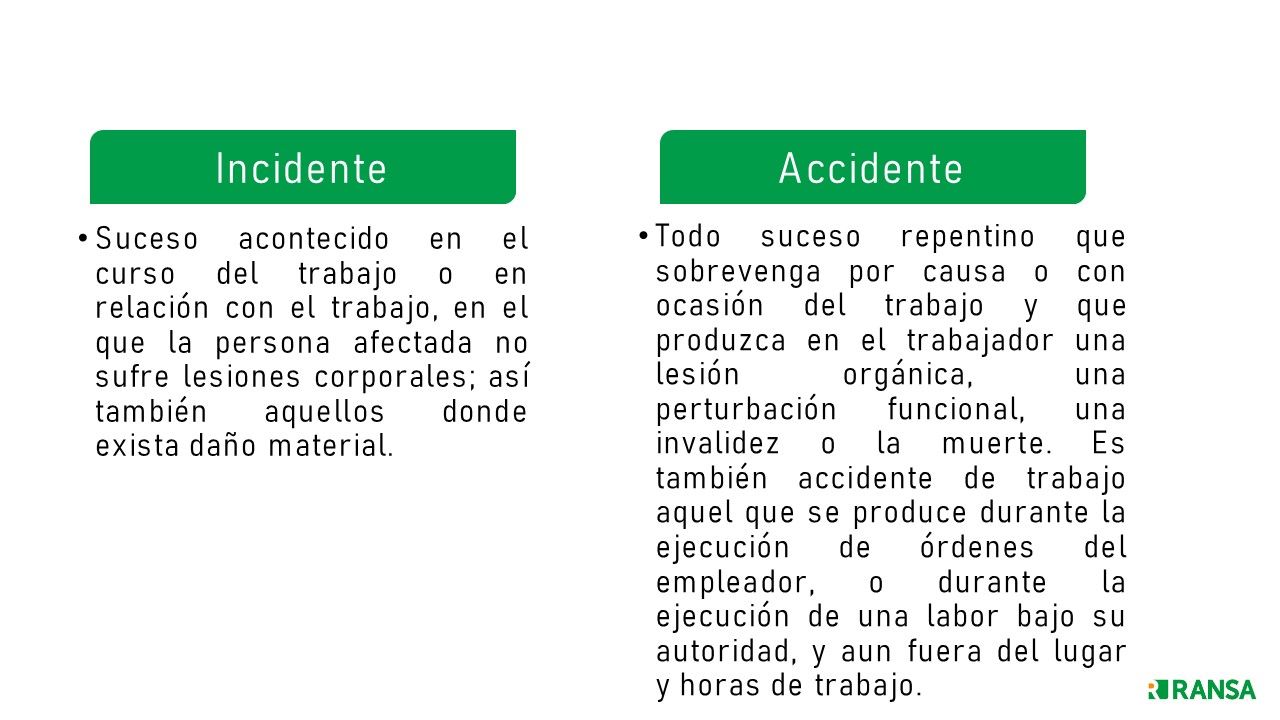 Incidente
• Suceso acontecido en el
curso del trabajo o en
relación con el trabajo, en el
que la persona afectada no
sufre lesiones corporales; así
también aquellos donde
exista daño material.
Accidente
• Todo suceso repentino que
sobrevenga por causa o con
ocasión del trabajo y que
produzca en el trabajador una
lesión orgánica, una
perturbación funcional, una
invalidez o la muerte. Es
también accidente de trabajo
aquel que se produce durante la
ejecución de órdenes del
empleador, o durante la
ejecución de una labor bajo su
autoridad, y aun fuera del lugar
y horas de trabajo.
RANSA